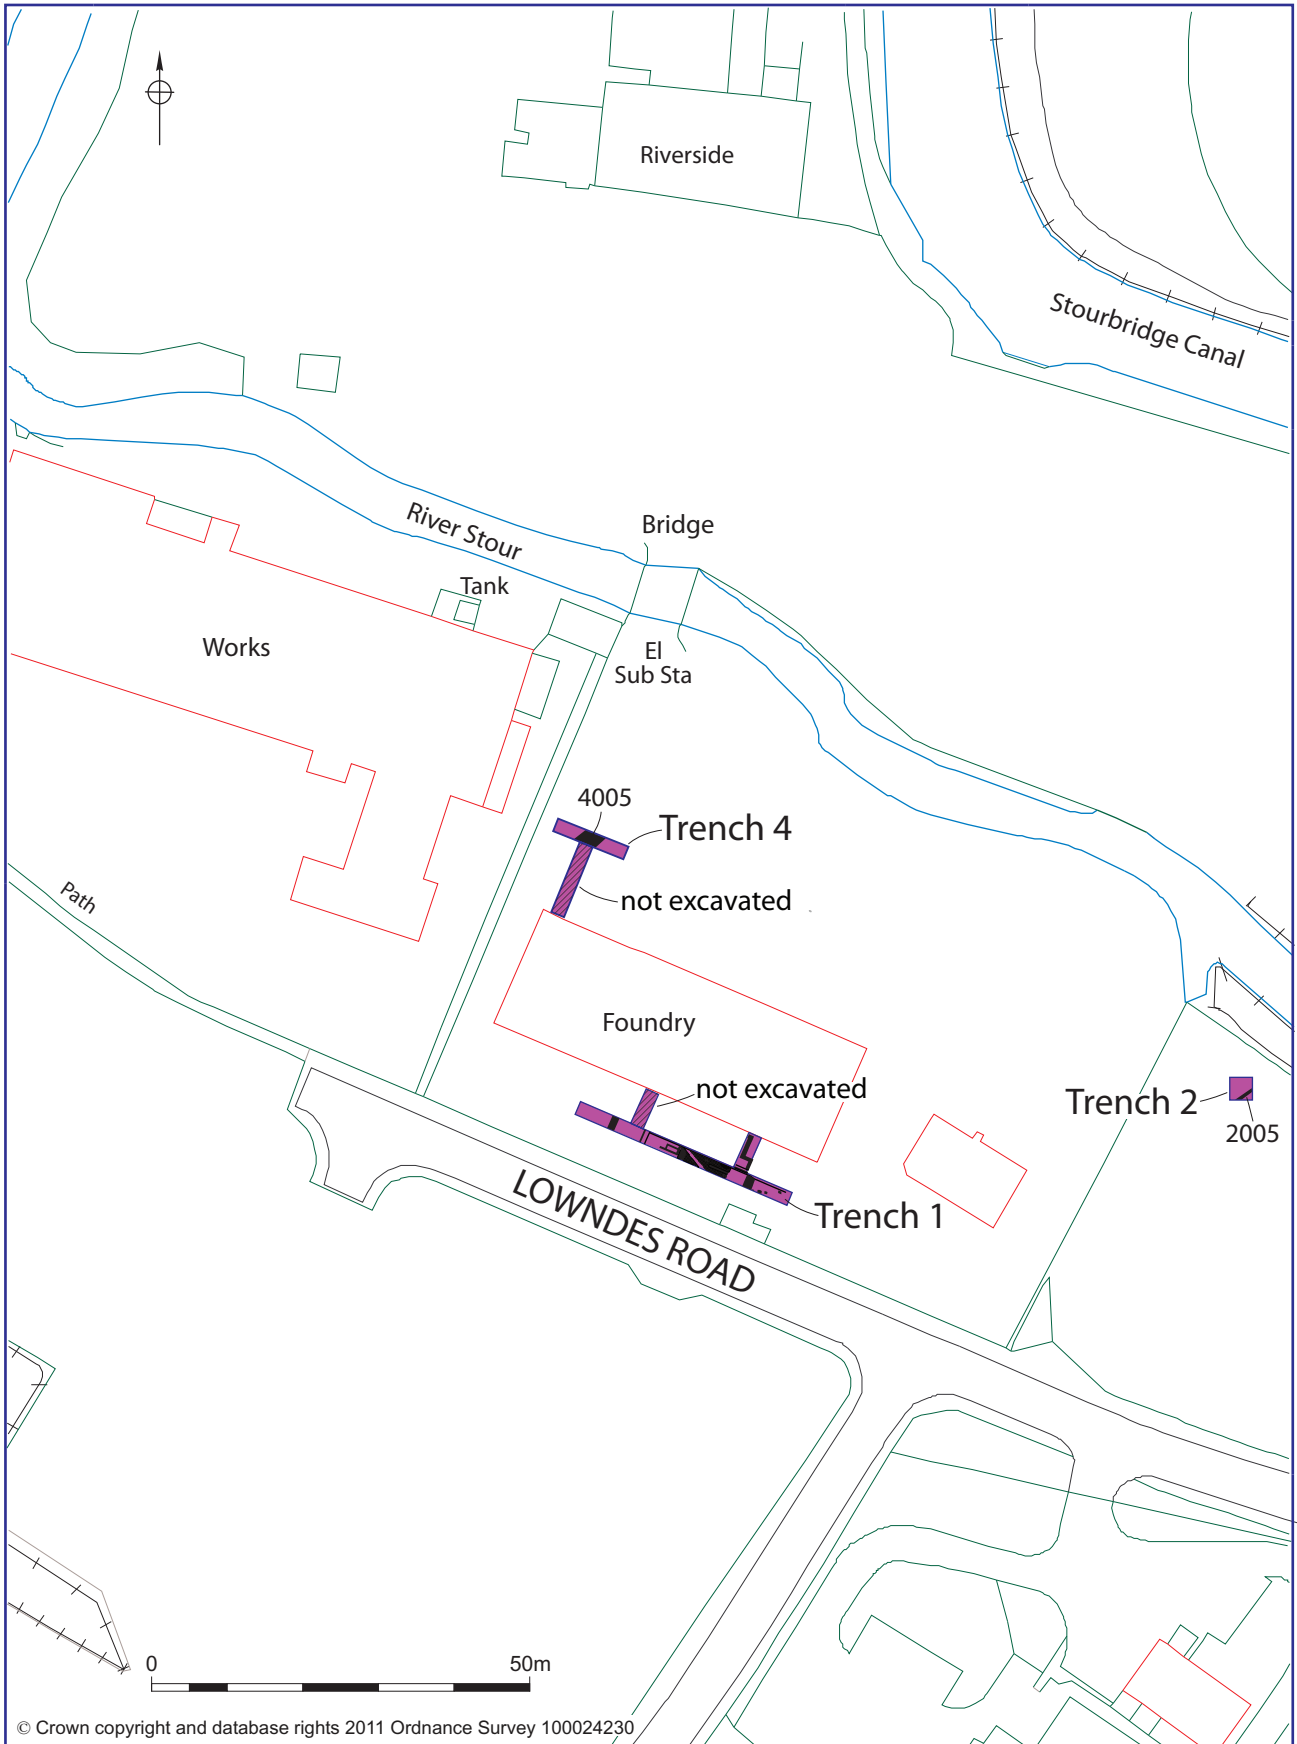 Riverside
Stourbridge Canal
River Stour
Bridge
Tank
Works
El
Sub Sta
4005
Trench 4
not excavated
Path
Foundry
not excavated
Trench 2
2005
Trench 1
LOWNDES ROAD
0 50m
© Crown copyright and database rights 2011 Ordnance Survey 100024230